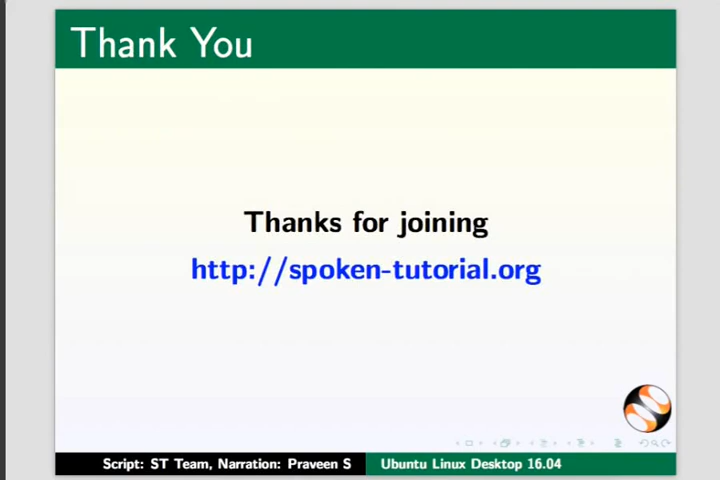 Thank You
Thanks for joining
http://spoken-tutorial.org
Script: ST Team, Narration: Praveen S Ubuntu Linux Desktop 16.04